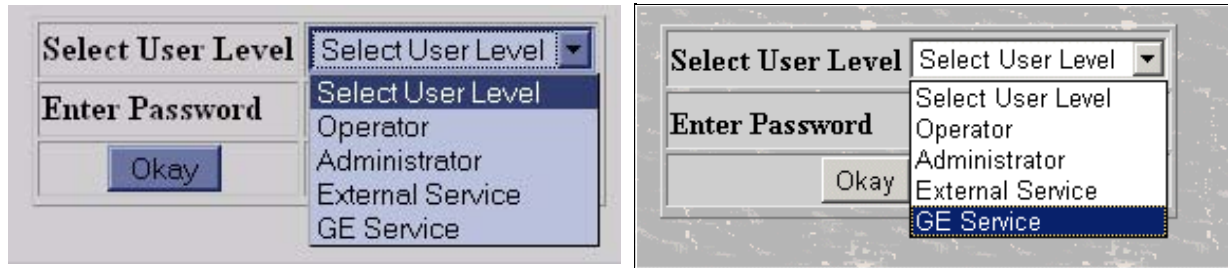 Select User Level Select User Level
Select User Level
Enter Password
Operator
Administrator
Okay
External Service
GE Service
Select User Level Select User Level
Select User Level
Enter Password
Operator
Administrator
Okay
External Service
GE Service